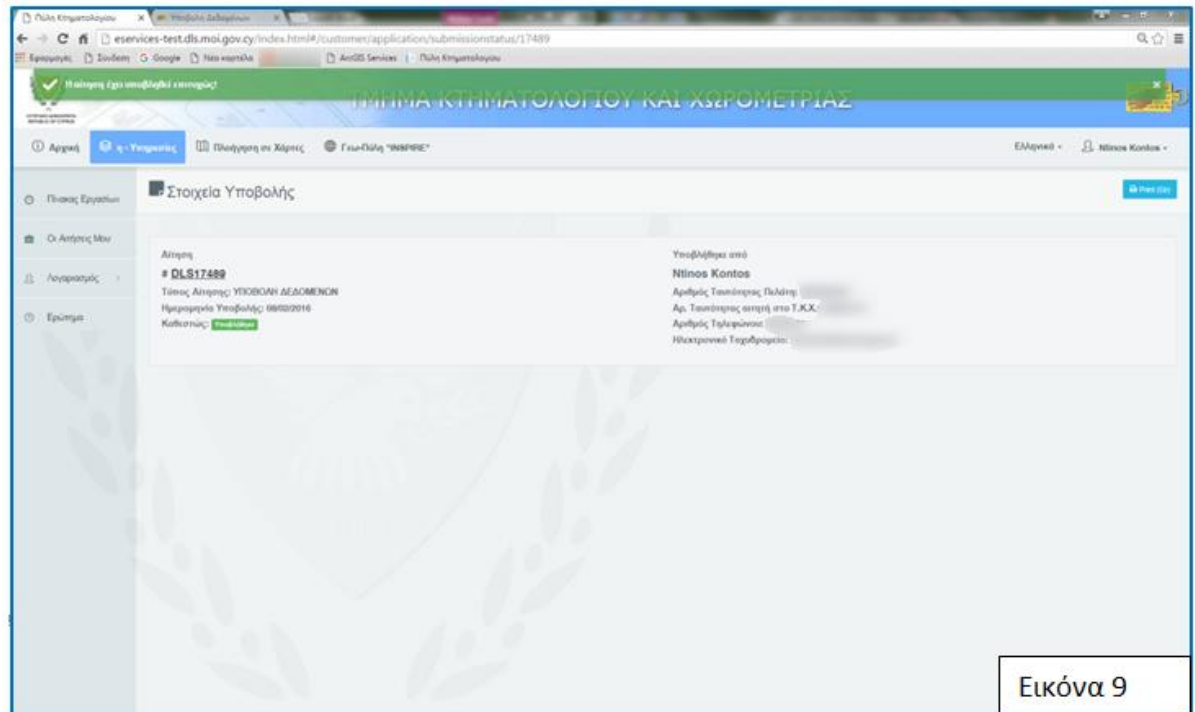 Πύλη Κτηματολογίου
Υποβολή Δεδομένων
eservices-test.dls.moi.gov.cy/index.html#/customer/application/submissionstatus/17489
Εφαρμογές Σύνδεση Google Νέα καρτέλα ArcGIS Services Πύλη Κτηματολογίου
Η αίτηση έχει υποβληθεί επιτυχώς!
ΤΜΗΜΑ ΚΤΗΜΑΤΟΛΟΓΙΟΥ ΚΑΙ ΧΩΡΟΜΕΤΡΙΑΣ
Αρχική η - Υπηρεσίες Πλοήγηση σε Χάρτες Γεω-Πύλη "INSPIRE" Ελληνικά Ntinos Kontos
Πίνακας Εργασιών
Οι Αιτήσεις Μου
Λογαριασμός
Ερώτημα
Στοιχεία Υποβολής
Αίτηση
# DLS17489
Τύπος Αίτησης: ΥΠΟΒΟΛΗ ΔΕΔΟΜΕΝΩΝ
Ημερομηνία Υποβολής: 08/02/2016
Καθεστώς: Υποβλήθηκε
Υποβλήθηκε από
Ntinos Kontos
Αριθμός Ταυτότητας Πελάτη:
Αρ. Ταυτότητας αιτητή στο Τ.Κ.Χ.:
Αριθμός Τηλεφώνου:
Ηλεκτρονικό Ταχυδρομείο:
Εικόνα 9